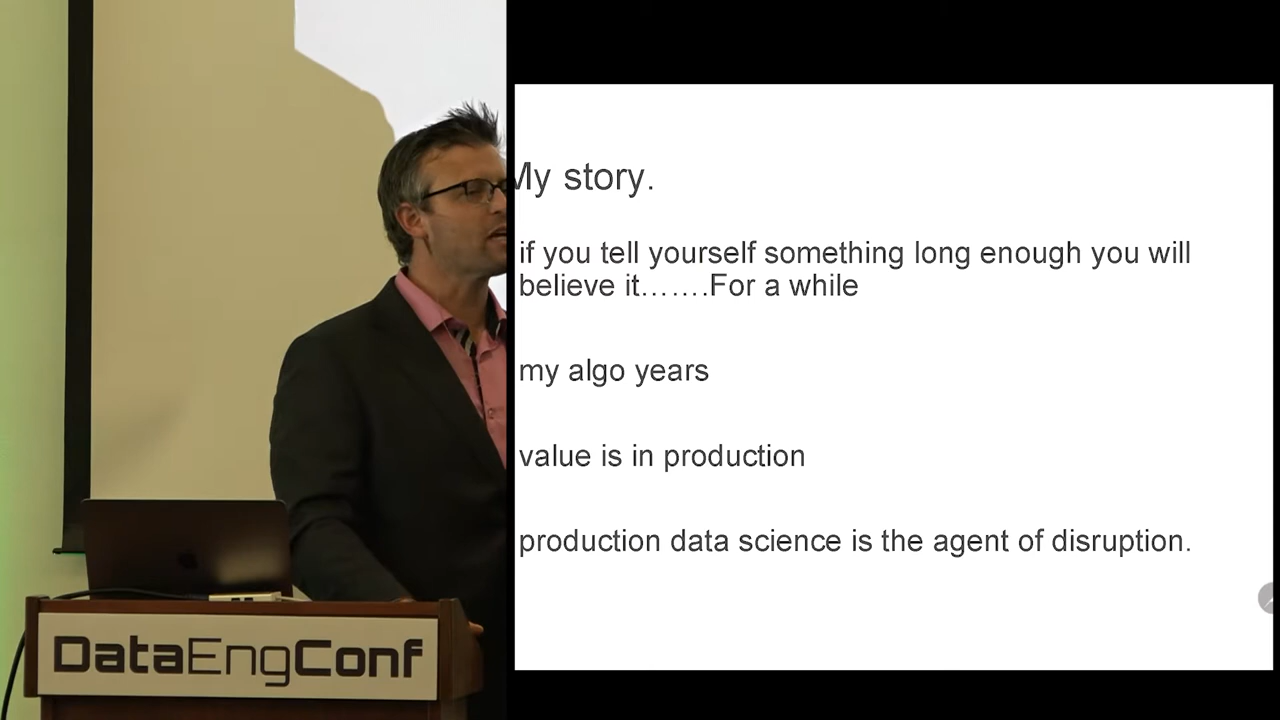 My story.
if you tell yourself something long enough you will
believe it…….For a while
my algo years
value is in production
production data science is the agent of disruption.
DataEngConf